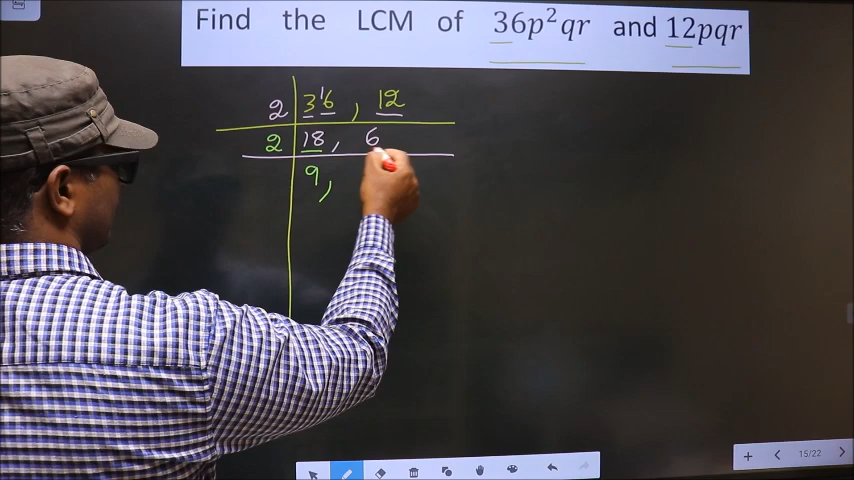 Find the LCM of 36p²qr and 12pqr
2 36 , 12
2 18 , 6
9 ,
15/22